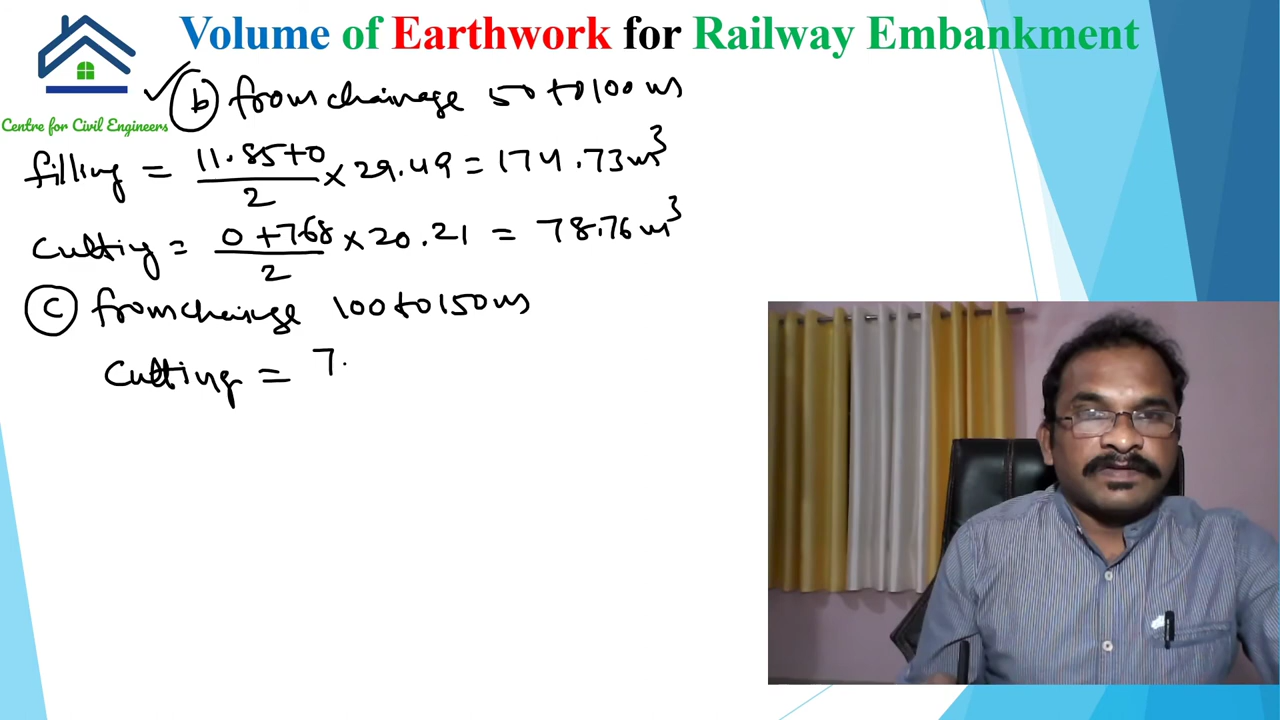 Volume of Earthwork for Railway Embankment
Centre for Civil Engineers
(b) from chainage 50 to 100 m
filling = 11.85+0/2 × 29.49 = 174.73 m³
Cutting = 0+7.68/2 × 20.21 = 78.76 m³
(c) from chainage 100 to 150 m
Cutting = 7.